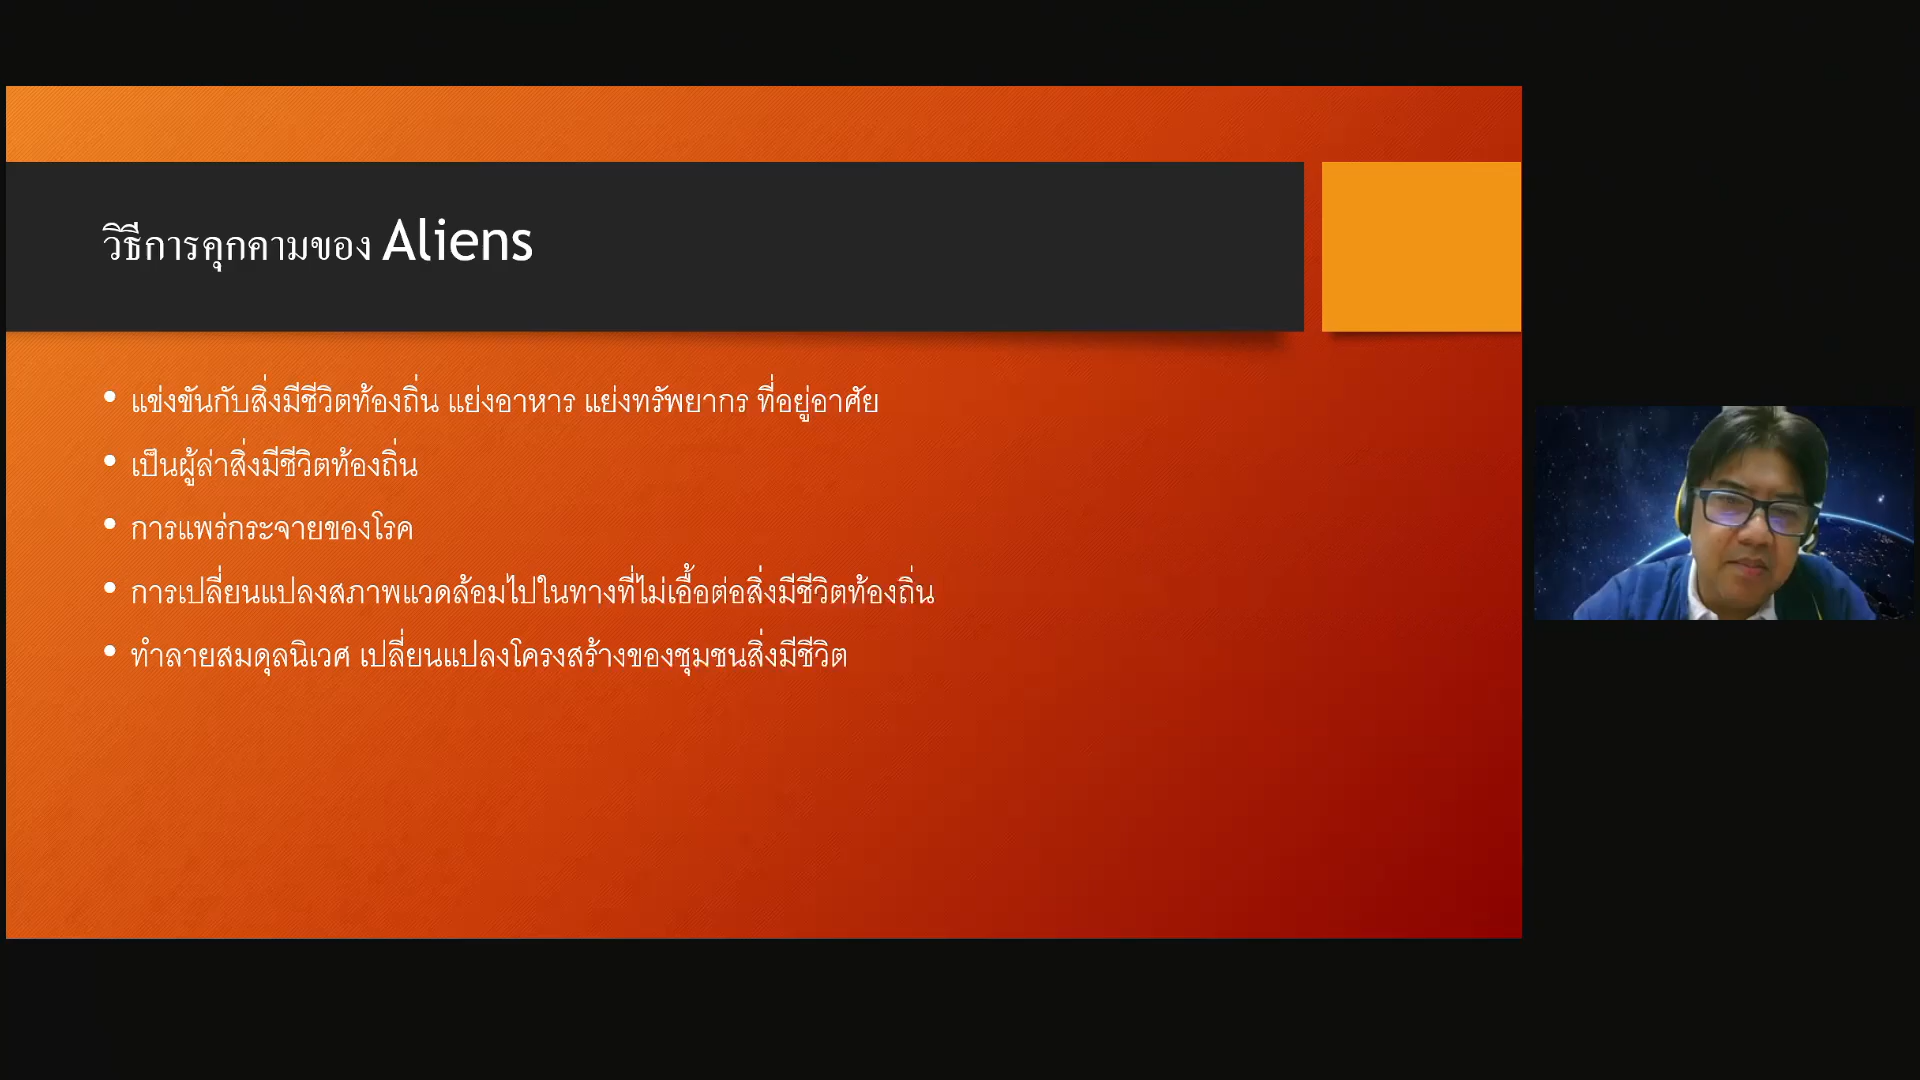 วิธีการคุกคามของ Aliens
• แข่งขันกับสิ่งมีชีวิตท้องถิ่น แย่งอาหาร แย่งทรัพยากร ที่อยู่อาศัย
• เป็นผู้ล่าสิ่งมีชีวิตท้องถิ่น
• การแพร่กระจายของโรค
• การเปลี่ยนแปลงสภาพแวดล้อมไปในทางที่ไม่เอื้อต่อสิ่งมีชีวิตท้องถิ่น
• ทำลายสมดุลนิเวศ เปลี่ยนแปลงโครงสร้างของชุมชนสิ่งมีชีวิต